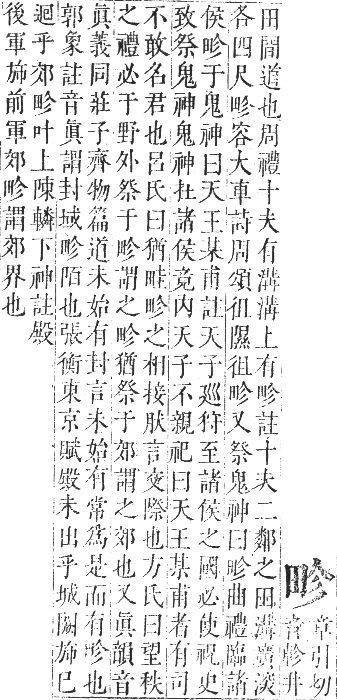 畛
章引切
音軫井
田間道也周禮十夫有溝溝上有畛註十夫二鄰之田溝廣深
各四尺畛容大車詩周頌徂隰徂畛又祭鬼神曰畛曲禮臨諸
侯畛于鬼神曰天王某甫註天子廵狩至諸侯之國必使祝史
致祭鬼神鬼神在諸侯竟内天子不親祀曰天王某甫者有司
不敢名君也呂氏曰猶畦畛之相接肰言交際也方氏曰望秩
之禮必于野外祭于畛謂之畛猶祭于郊謂之郊也又眞韻音
眞義同莊子齊物篇道未始有封言未始有常爲是而有畛也
郭象註音眞謂封域畛陌也張衡東京賦殿未出乎城闕斾巳
迴乎郊畛叶上陳轔下神註殿
後軍斾前軍郊畛謂郊界也